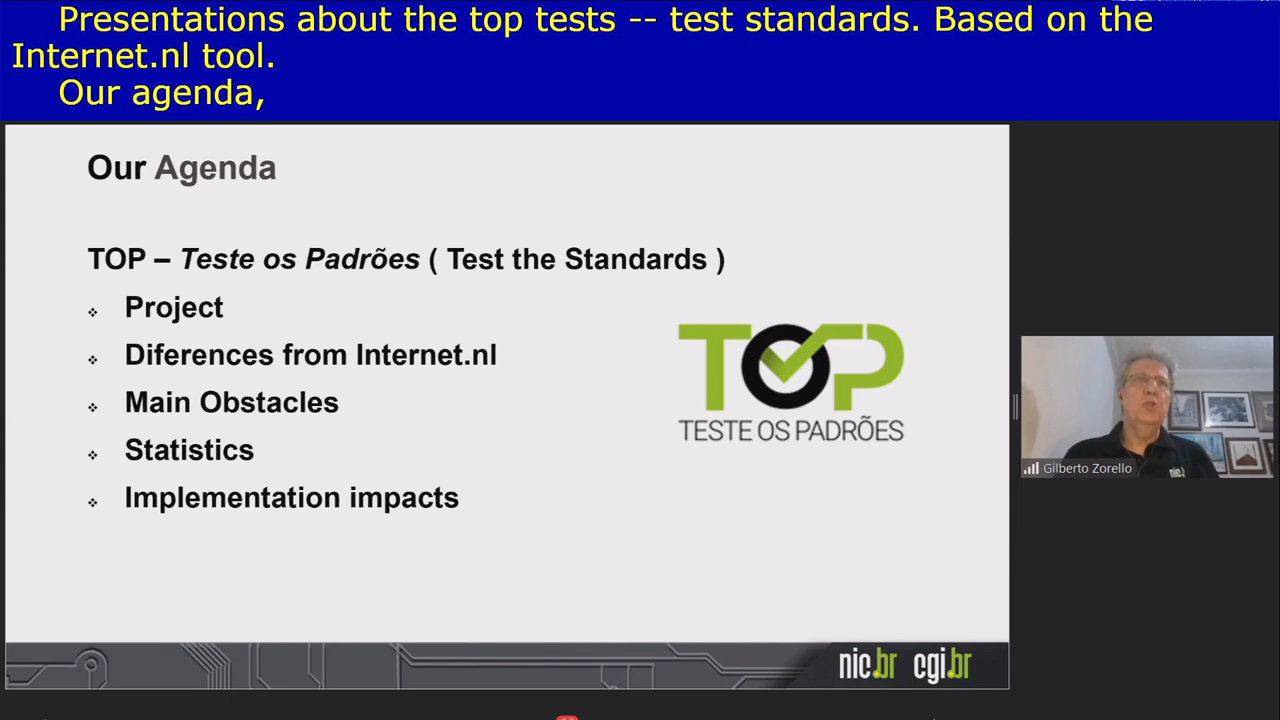 Presentations about the top tests -- test standards. Based on the
Internet.nl tool.
Our agenda,
Our Agenda
TOP – Teste os Padrões ( Test the Standards )
Project
Diferences from Internet.nl
Main Obstacles
Statistics
Implementation impacts
TOP
TESTE OS PADRÕES
Gilberto Zorello
nic.br
nic.br cgi.br